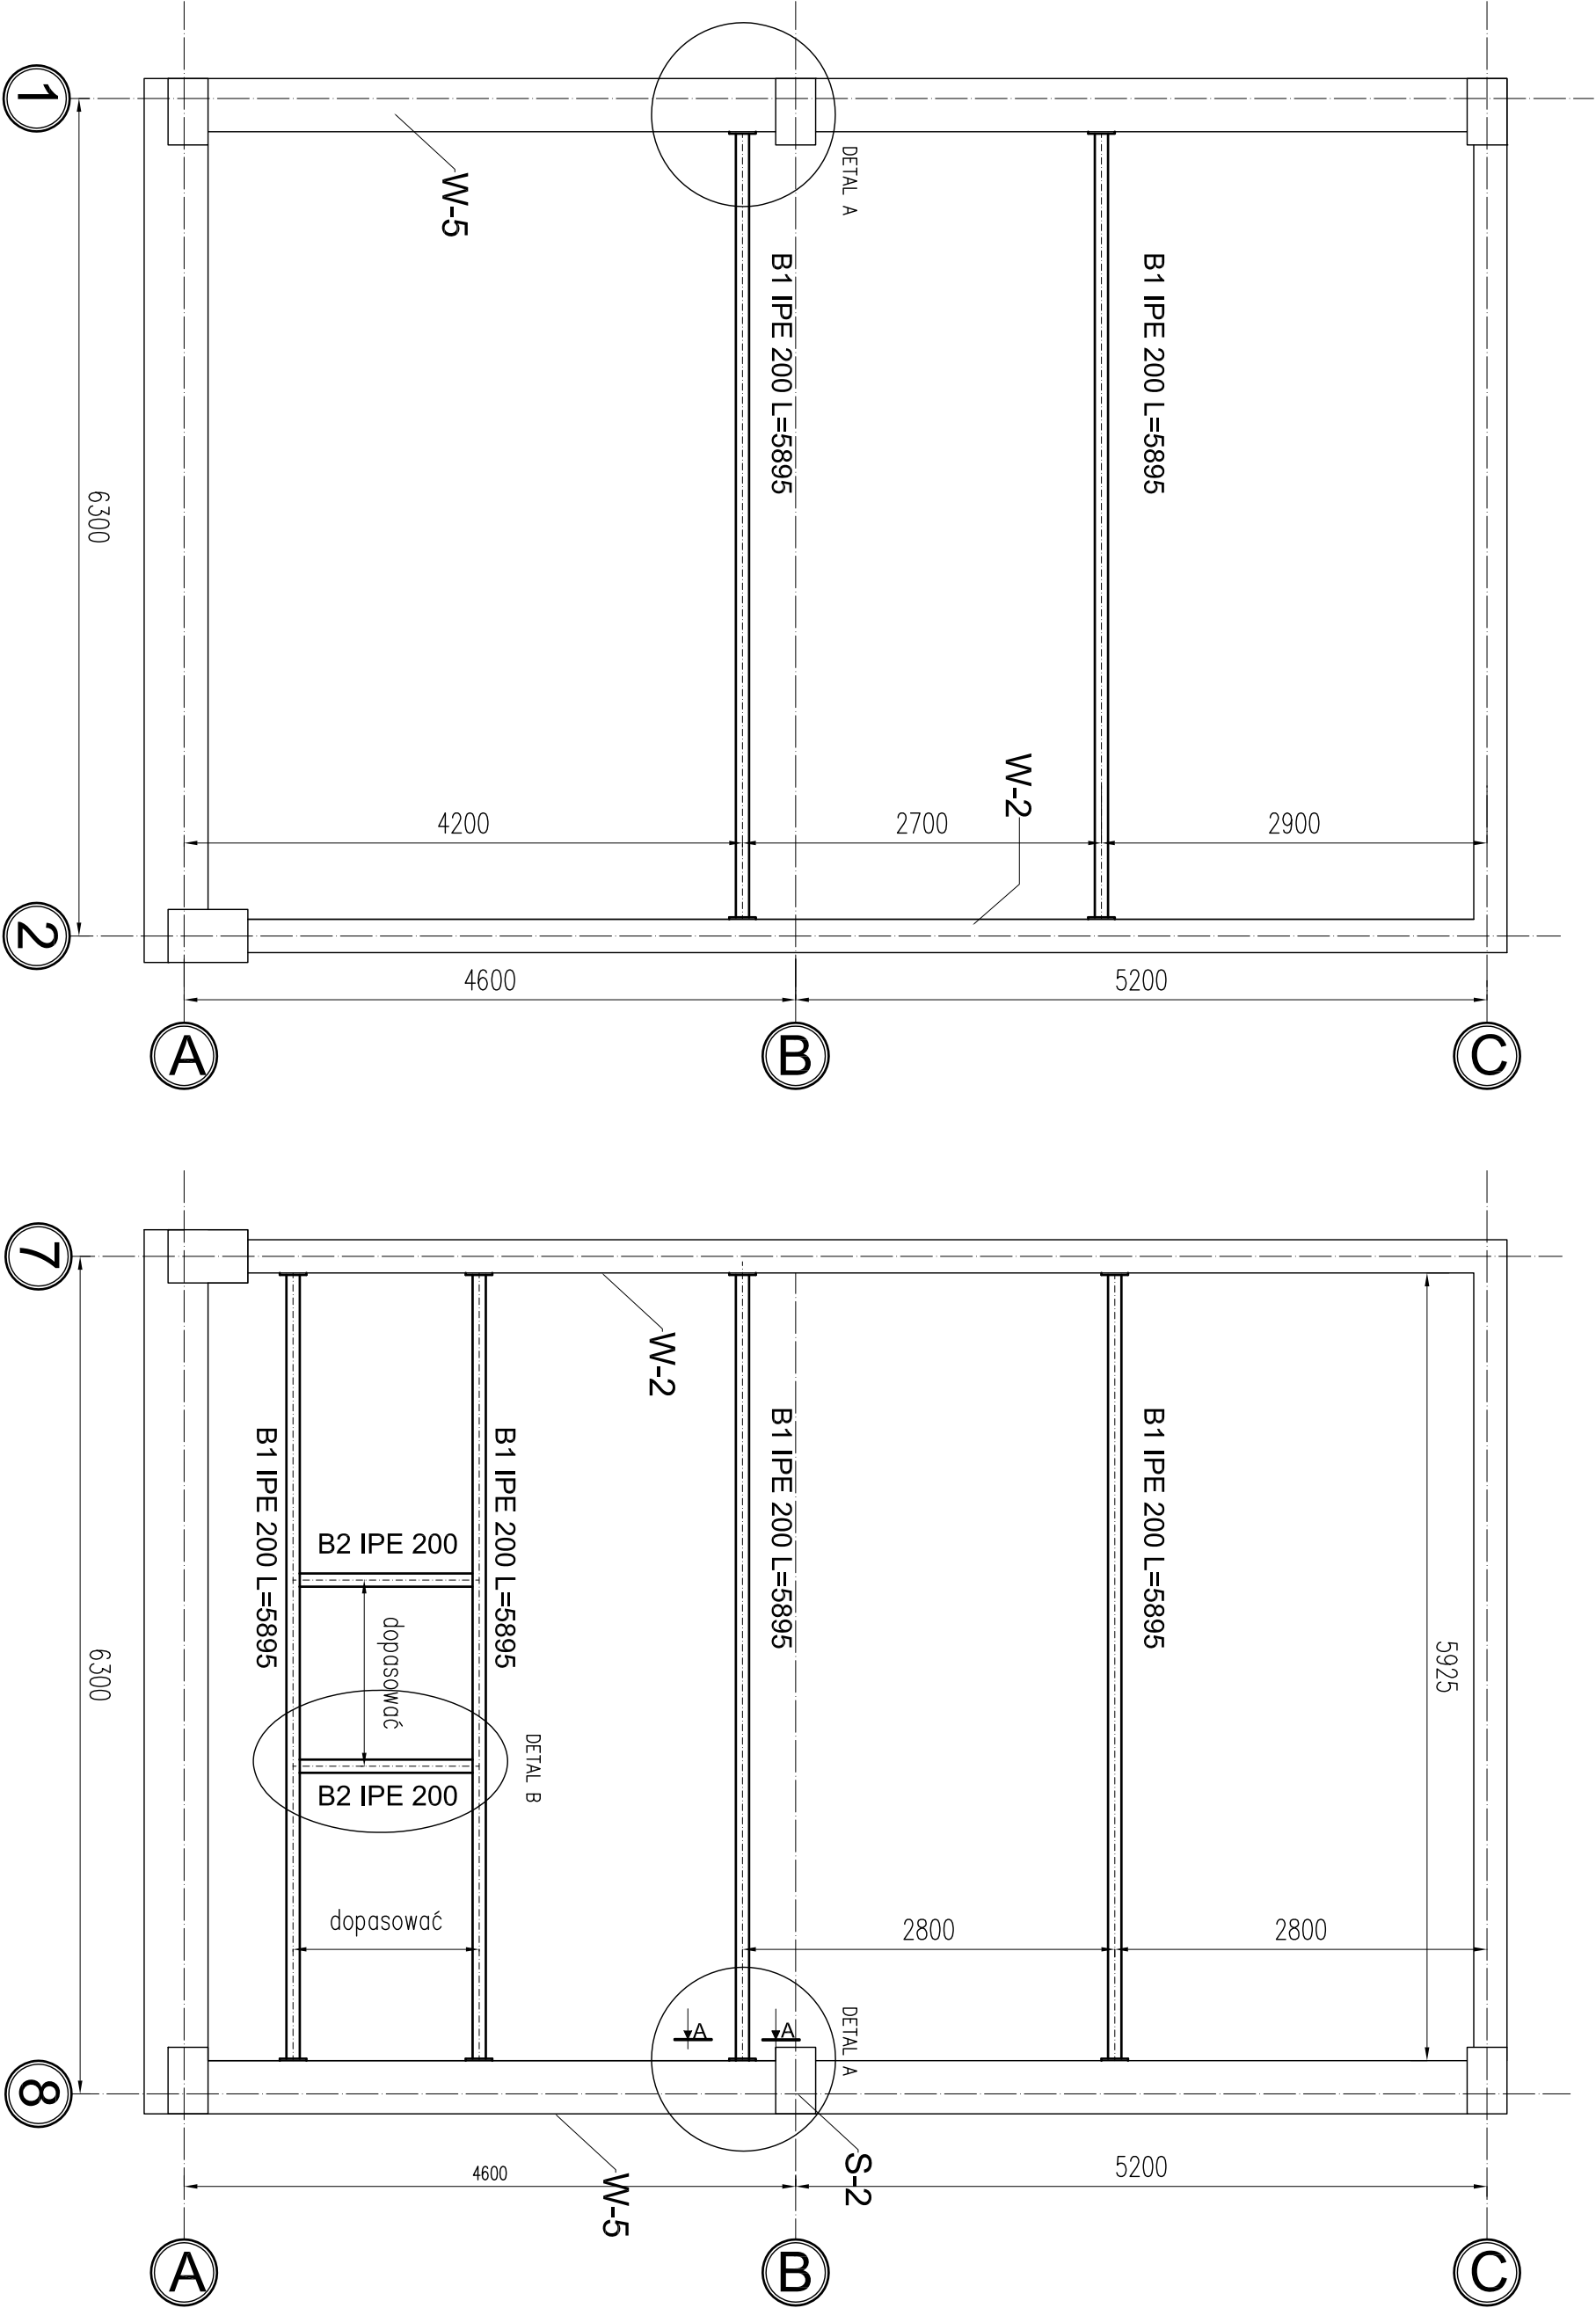 1
DETAL A
W-5
B1 IPE 200 L=5895
B1 IPE 200 L=5895
6300
W-2
4200
2700
2900
2
4600
5200
A
B
C
7
W-2
B1 IPE 200 L=5895
B1 IPE 200 L=5895
B1 IPE 200 L=5895
B1 IPE 200 L=5895
B2 IPE 200
dopasować
5925
6300
DETAL B
B2 IPE 200
dopasować
2800
2800
A
A
DETAL A
8
S-2
4600
W-5
5200
A
B
C